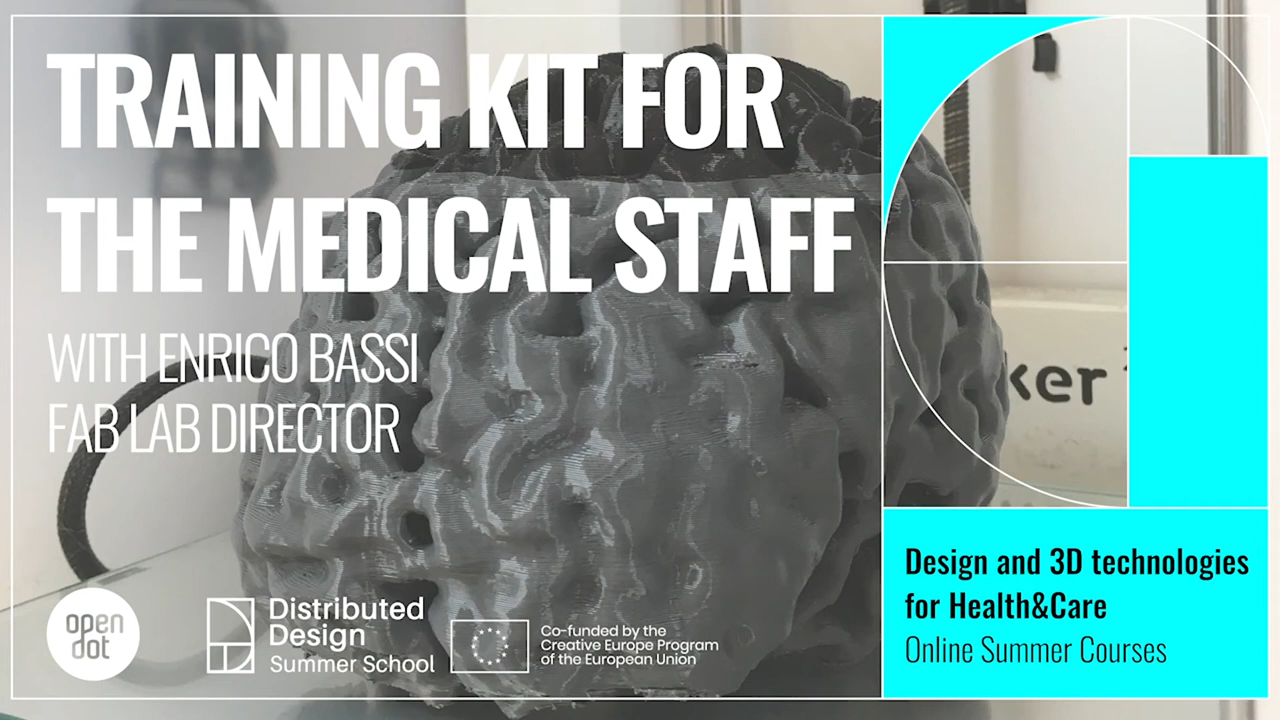 TRAINING KIT FOR
THE MEDICAL STAFF
WITH ENRICO BASSI
FAB LAB DIRECTOR
ker
Design and 3D technologies
for Health&Care
Online Summer Courses
open
dot
Distributed
Design
Summer School
Co-funded by the
Creative Europe Program
of the European Union